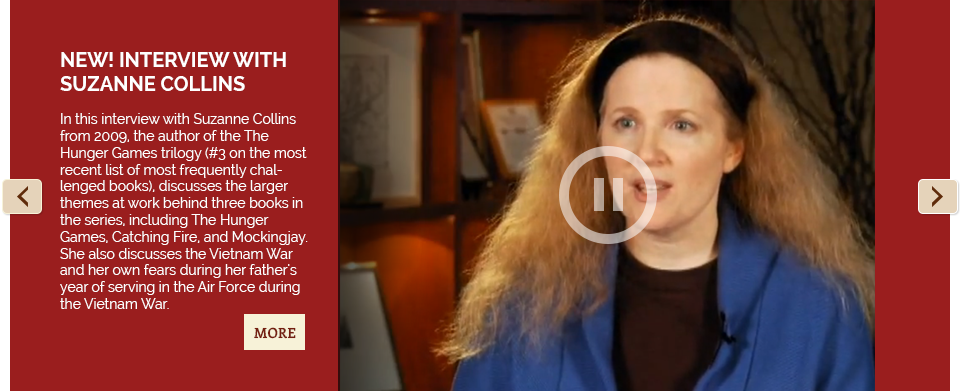 NEW! INTERVIEW WITH
SUZANNE COLLINS
In this interview with Suzanne Collins
from 2009, the author of the The
Hunger Games trilogy (#3 on the most
recent list of most frequently chal-
lenged books), discusses the larger
themes at work behind three books in
the series, including The Hunger
Games, Catching Fire, and Mockingjay.
She also discusses the Vietnam War
and her own fears during her father's
year of serving in the Air Force during
the Vietnam War.
MORE